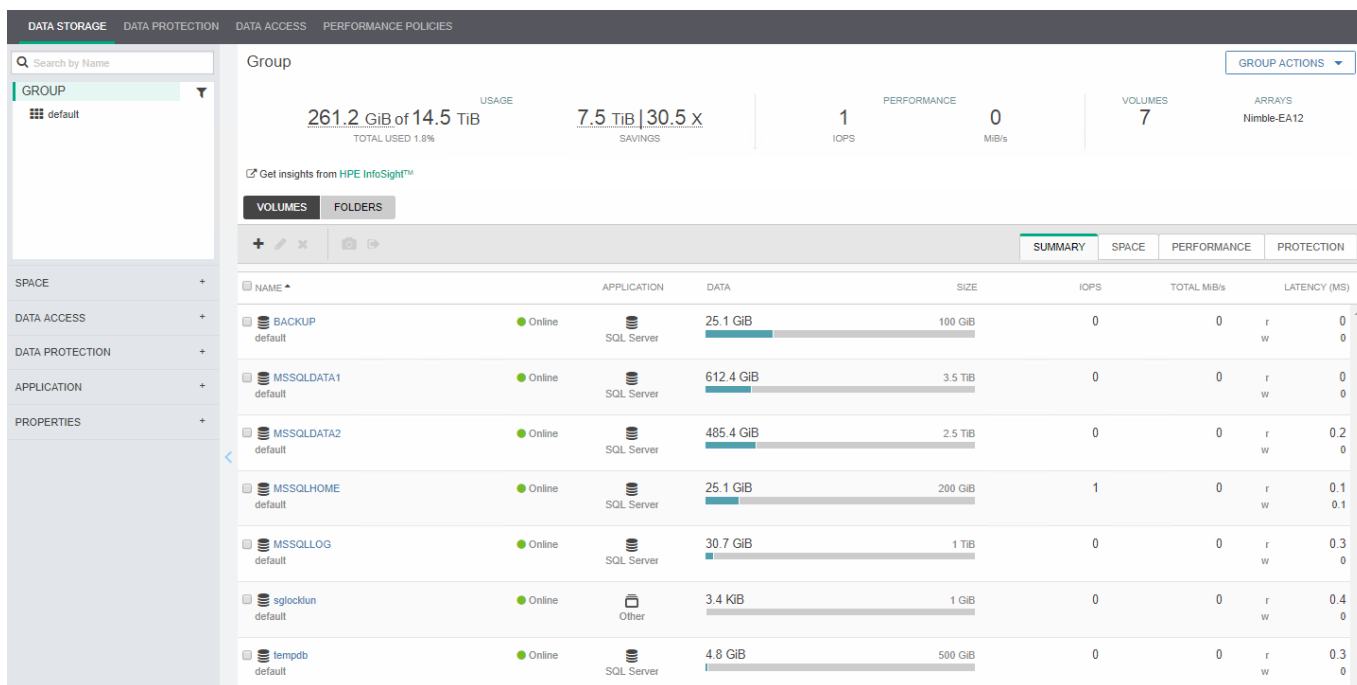 DATA STORAGE DATA PROTECTION DATA ACCESS PERFORMANCE POLICIES
Search by Name
GROUP
default
SPACE +
DATA ACCESS +
DATA PROTECTION +
APPLICATION +
PROPERTIES +
Group
GROUP ACTIONS
USAGE PERFORMANCE VOLUMES ARRAYS
261.2 GiB of 14.5 TiB 7.5 TiB | 30.5 X 1 0 7 Nimble-EA12
TOTAL USED 1.8% SAVINGS IOPS MiB/s
Get insights from HPE InfoSight™
VOLUMES FOLDERS
SUMMARY SPACE PERFORMANCE PROTECTION
NAME APPLICATION DATA SIZE IOPS TOTAL MiB/s LATENCY (MS)
BACKUP Online 25.1 GiB 100 GiB 0 0 r 0
default SQL Server w 0
MSSQLDATA1 Online 612.4 GiB 3.5 TiB 0 0 r 0
default SQL Server w 0
MSSQLDATA2 Online 485.4 GiB 2.5 TiB 0 0 r 0.2
default SQL Server w 0
MSSQLHOME Online 25.1 GiB 200 GiB 1 0 r 0.1
default SQL Server w 0.1
MSSQLLOG Online 30.7 GiB 1 TiB 0 0 r 0.3
default SQL Server w 0
sglocklun Online 3.4 KiB 1 GiB 0 0 r 0.4
default Other w 0
tempdb Online 4.8 GiB 500 GiB 0 0 r 0.3
default SQL Server w 0